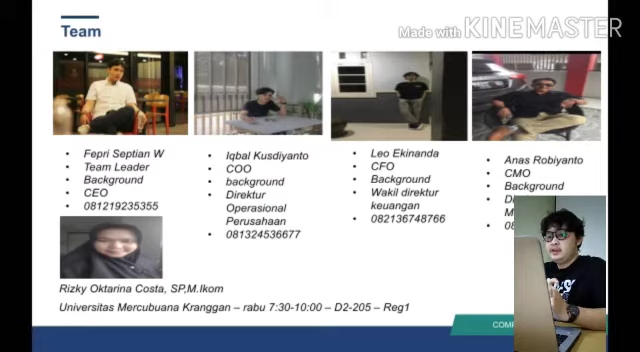 Team
Made with KINEMASTER
Fepri Septian W
Team Leader
Background
CEO
081219235355
Iqbal Kusdiyanto
COO
background
Direktur
Operasional
Perusahaan
081324536677
Leo Ekinanda
CFO
Background
Wakil direktur
keuangan
082136748766
Anas Robiyanto
CMO
Background
Rizky Oktarina Costa, SP,M.Ikom
Universitas Mercubuana Kranggan – rabu 7:30-10:00 – D2-205 – Reg1